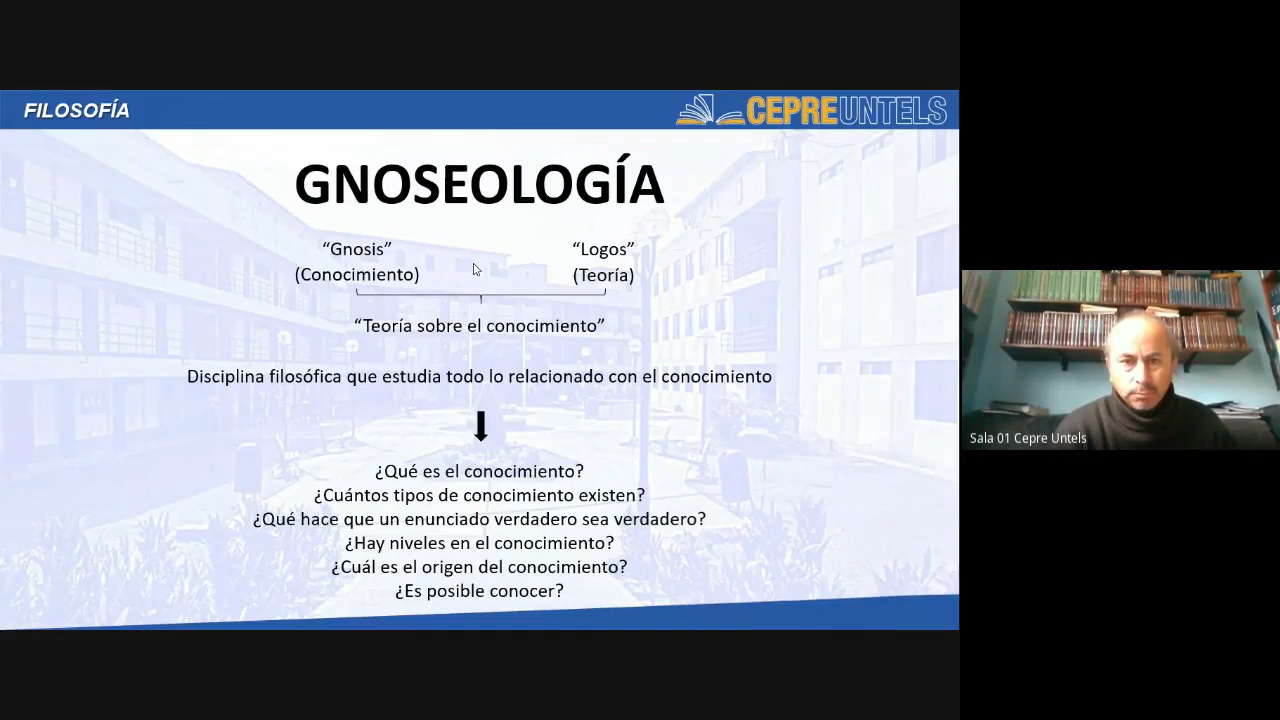 FILOSOFÍA
CEPREUNTELS
GNOSEOLOGÍA
“Gnosis” “Logos”
(Conocimiento) (Teoría)
“Teoría sobre el conocimiento”
Disciplina filosófica que estudia todo lo relacionado con el conocimiento
¿Qué es el conocimiento?
¿Cuántos tipos de conocimiento existen?
¿Qué hace que un enunciado verdadero sea verdadero?
¿Hay niveles en el conocimiento?
¿Cuál es el origen del conocimiento?
¿Es posible conocer?
Sala 01 Cepre Untels